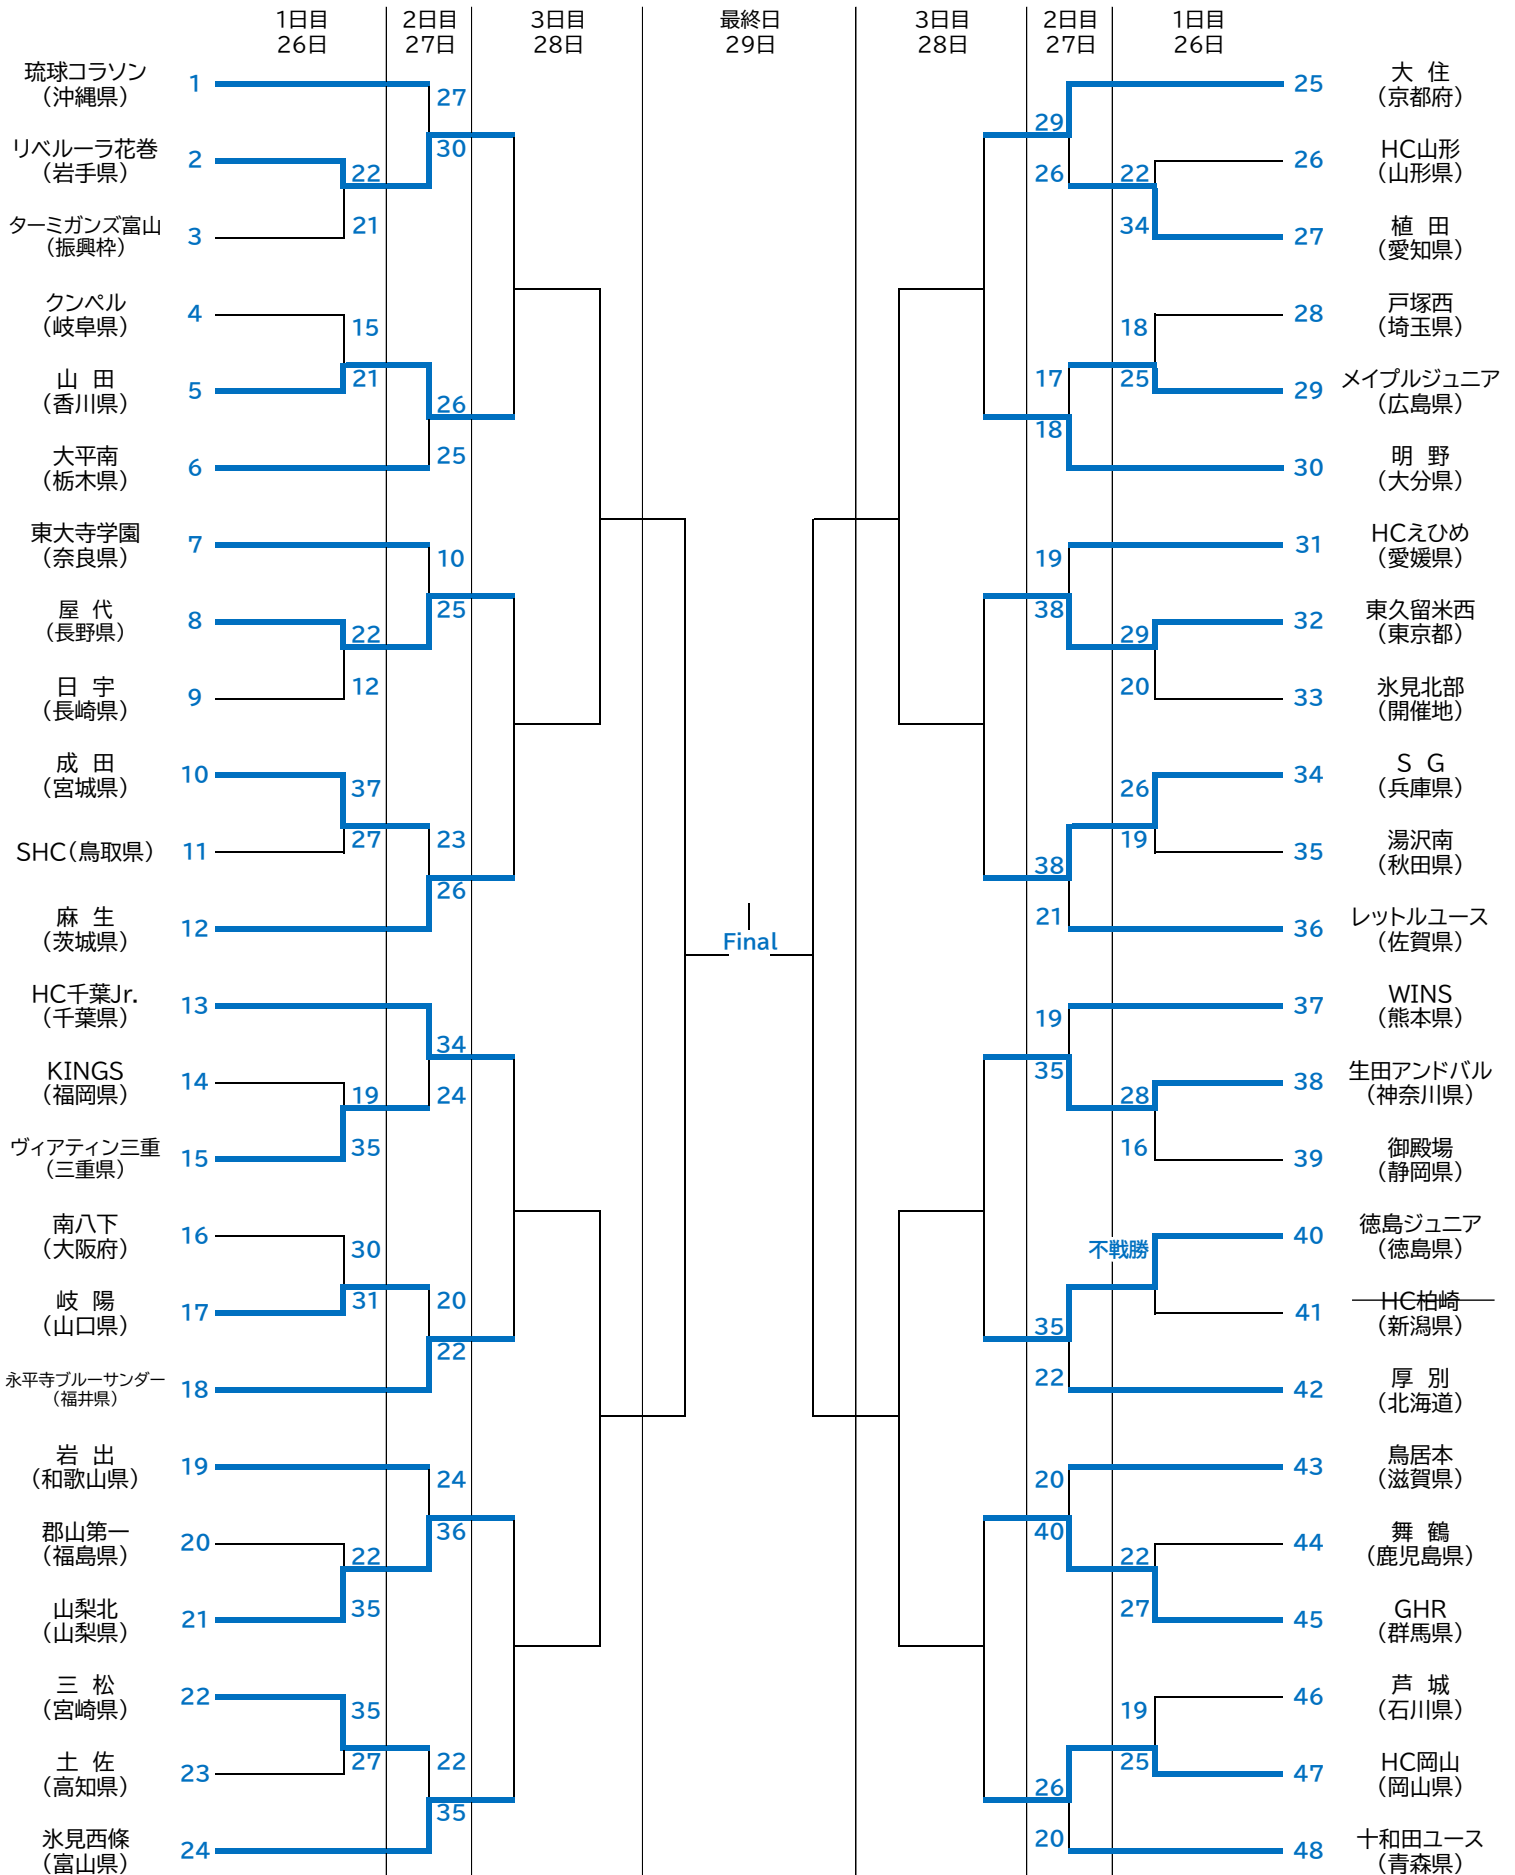 1日目
26日
2日目
27日
3日目
28日
最終日
29日
3日目
28日
2日目
27日
1日目
26日
琉球コラソン
(沖縄県)
1
27
リベルーラ花巻
(岩手県)
2
22
30
ターミガンズ富山
(振興枠)
3
21
クンペル
(岐阜県)
4
15
山 田
(香川県)
5
21
26
大平南
(栃木県)
6
25
東大寺学園
(奈良県)
7
10
屋 代
(長野県)
8
22
25
日 宇
(長崎県)
9
12
成 田
(宮城県)
10
37
SHC(鳥取県)
11
27
23
麻 生
(茨城県)
12
26
HC千葉Jr.
(千葉県)
13
34
KINGS
(福岡県)
14
19
24
ヴィアティン三重
(三重県)
15
35
南八下
(大阪府)
16
30
岐 陽
(山口県)
17
31
20
永平寺ブルーサンダー
(福井県)
18
22
岩 出
(和歌山県)
19
24
郡山第一
(福島県)
20
22
36
山梨北
(山梨県)
21
35
三 松
(宮崎県)
22
35
土 佐
(高知県)
23
27
22
氷見西條
(富山県)
24
35
Final
29
25
大 住
(京都府)
26
22
26
HC山形
(山形県)
34
27
植 田
(愛知県)
18
28
戸塚西
(埼玉県)
17
25
29
メイプルジュニア
(広島県)
18
30
明 野
(大分県)
19
31
HCえひめ
(愛媛県)
38
29
32
東久留米西
(東京都)
20
33
氷見北部
(開催地)
26
34
S G
(兵庫県)
38
19
35
湯沢南
(秋田県)
21
36
レットルユース
(佐賀県)
19
37
WINS
(熊本県)
35
28
38
生田アンドバル
(神奈川県)
16
39
御殿場
(静岡県)
不戦勝
40
徳島ジュニア
(徳島県)
35
41
HC柏崎
(新潟県)
22
42
厚 別
(北海道)
20
43
鳥居本
(滋賀県)
40
22
44
舞 鶴
(鹿児島県)
27
45
GHR
(群馬県)
19
46
芦 城
(石川県)
26
25
47
HC岡山
(岡山県)
20
48
十和田ユース
(青森県)